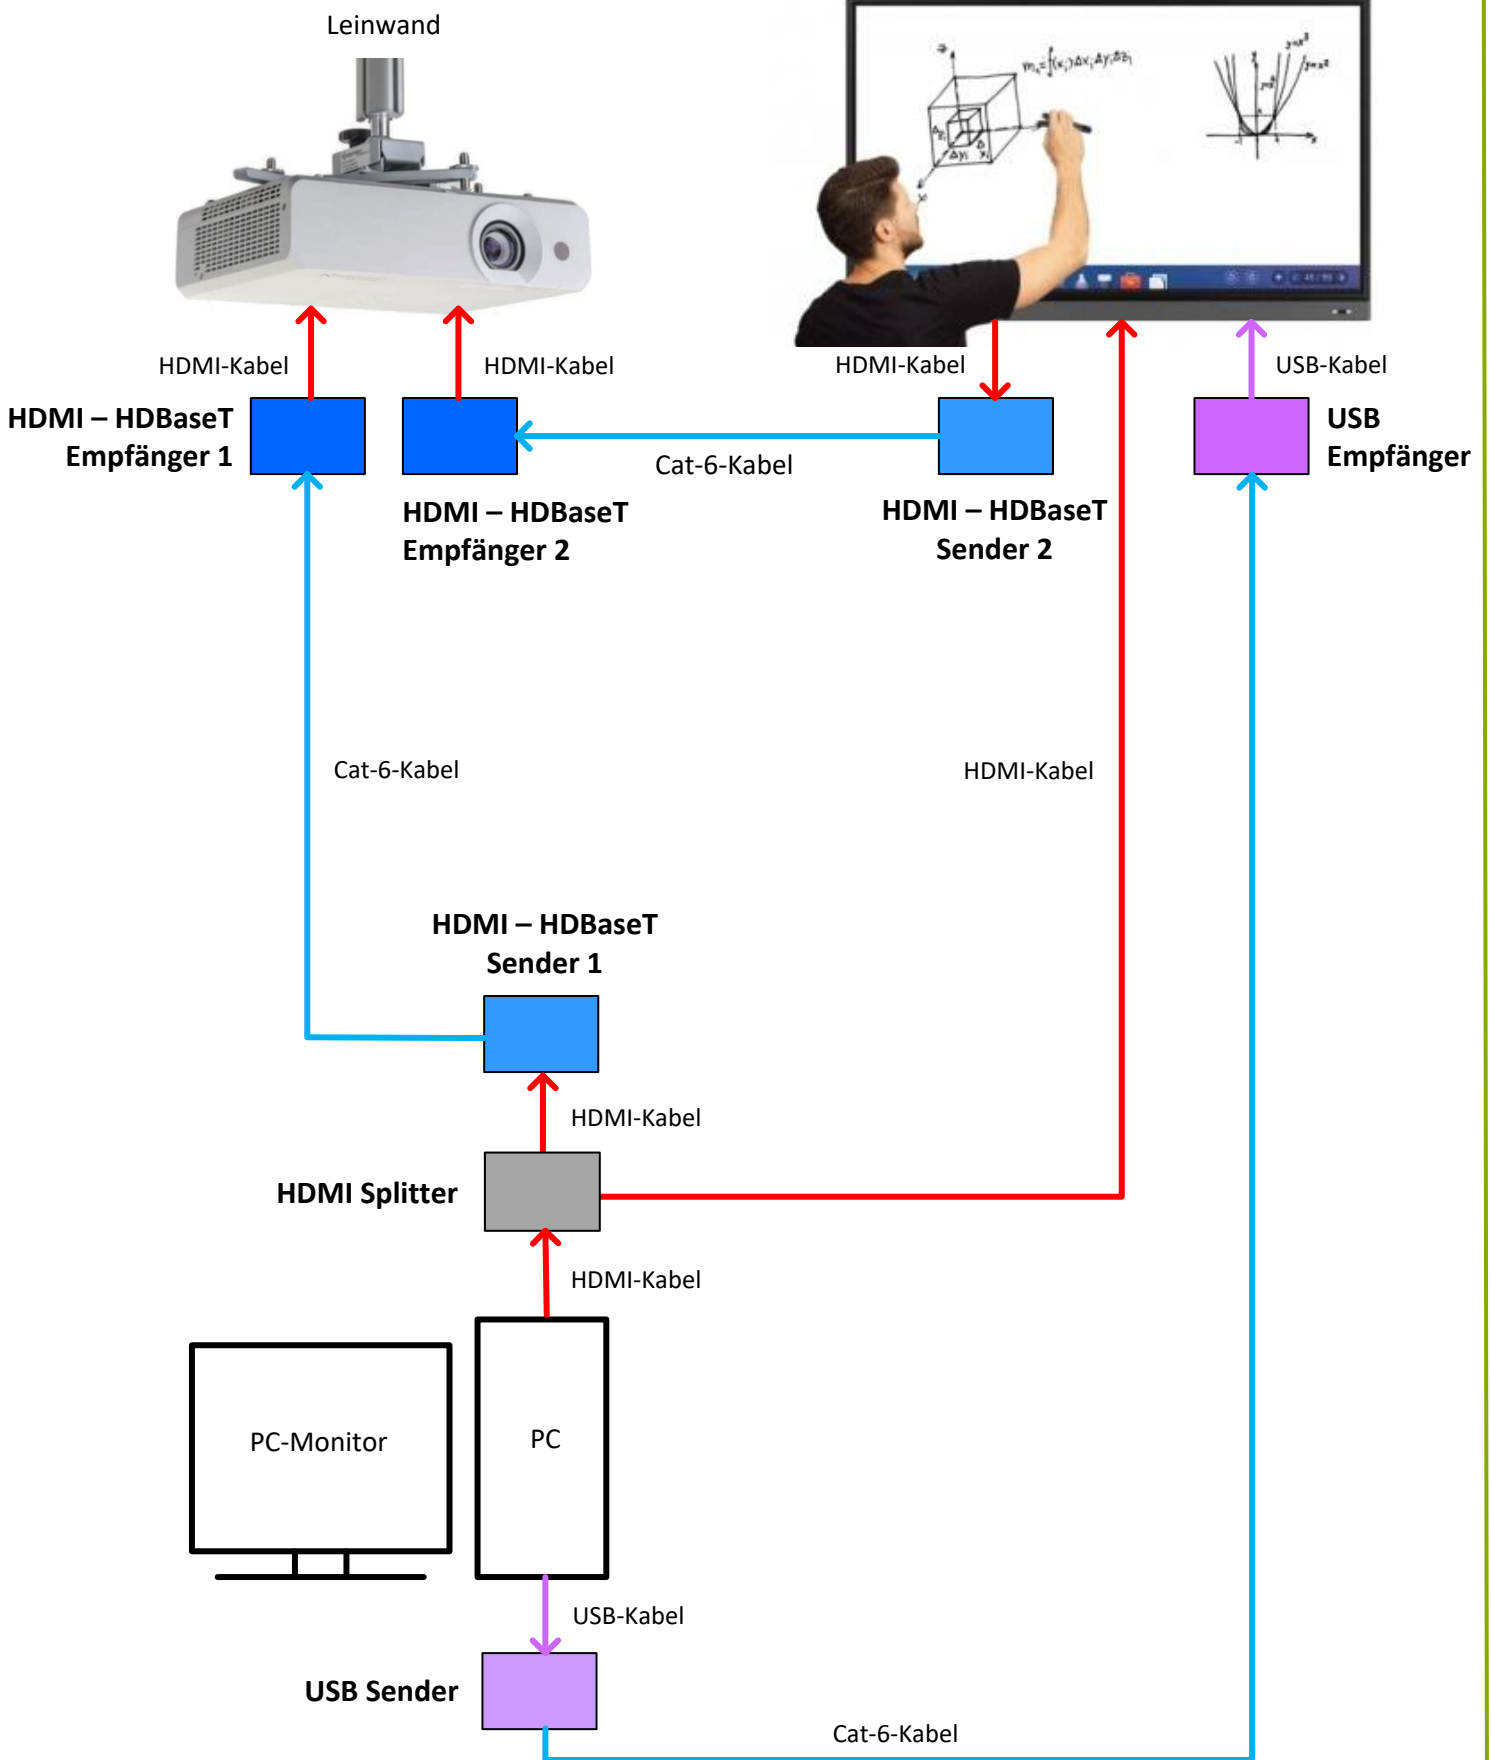 Leinwand
HDMI-Kabel
HDMI-Kabel
HDMI-Kabel
USB-Kabel
HDMI – HDBaseT
Empfänger 1
USB
Empfänger
Cat-6-Kabel
HDMI – HDBaseT
Empfänger 2
HDMI – HDBaseT
Sender 2
Cat-6-Kabel
HDMI-Kabel
HDMI – HDBaseT
Sender 1
HDMI-Kabel
HDMI Splitter
HDMI-Kabel
PC-Monitor
PC
USB-Kabel
USB Sender
Cat-6-Kabel